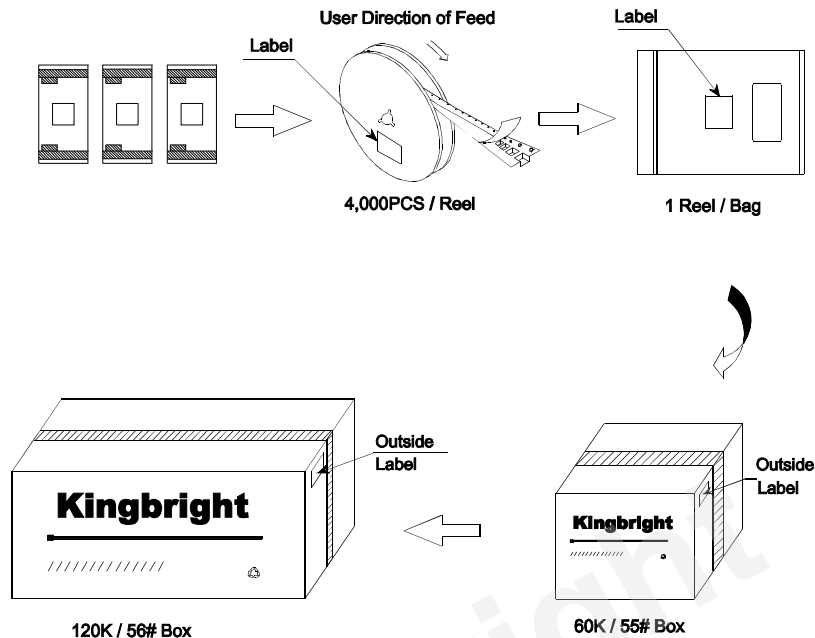 User Direction of Feed
Label
Label
4,000PCS / Reel
1 Reel / Bag
Outside
Label
Kingbright
120K / 56# Box
Outside
Label
Kingbright
60K / 55# Box
ight